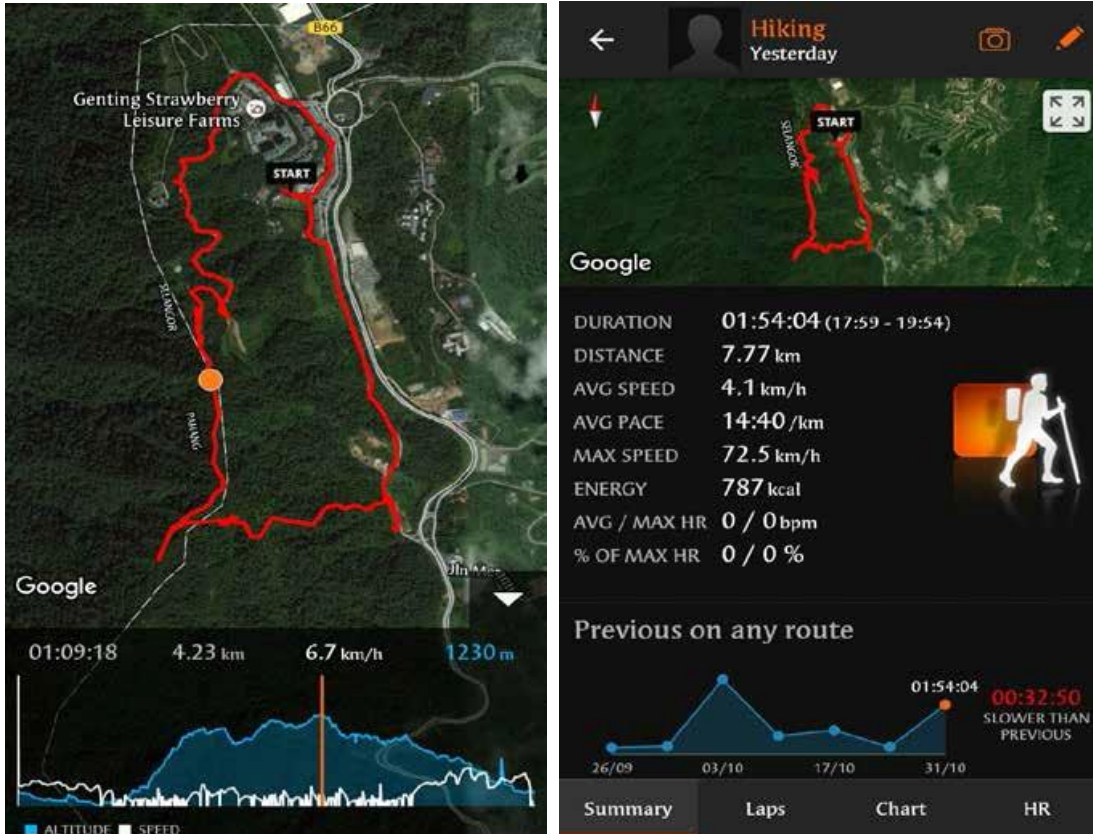 B66
Genting Strawberry
Leisure Farms
START
SELANGOR
PAHANG
Google
01:09:18 4.23 km 6.7 km/h 1230 m
ALTITUDE SPEED
Hiking
Yesterday
START
SELANGOR
Google
DURATION 01:54:04 (17:59 - 19:54)
DISTANCE 7.77 km
AVG SPEED 4.1 km/h
AVG PACE 14:40 /km
MAX SPEED 72.5 km/h
ENERGY 787 kcal
AVG / MAX HR 0 / 0 bpm
% OF MAX HR 0 / 0 %
Previous on any route
01:54:04
00:32:50
SLOWER THAN
PREVIOUS
26/09 03/10 17/10 31/10
Summary Laps Chart HR